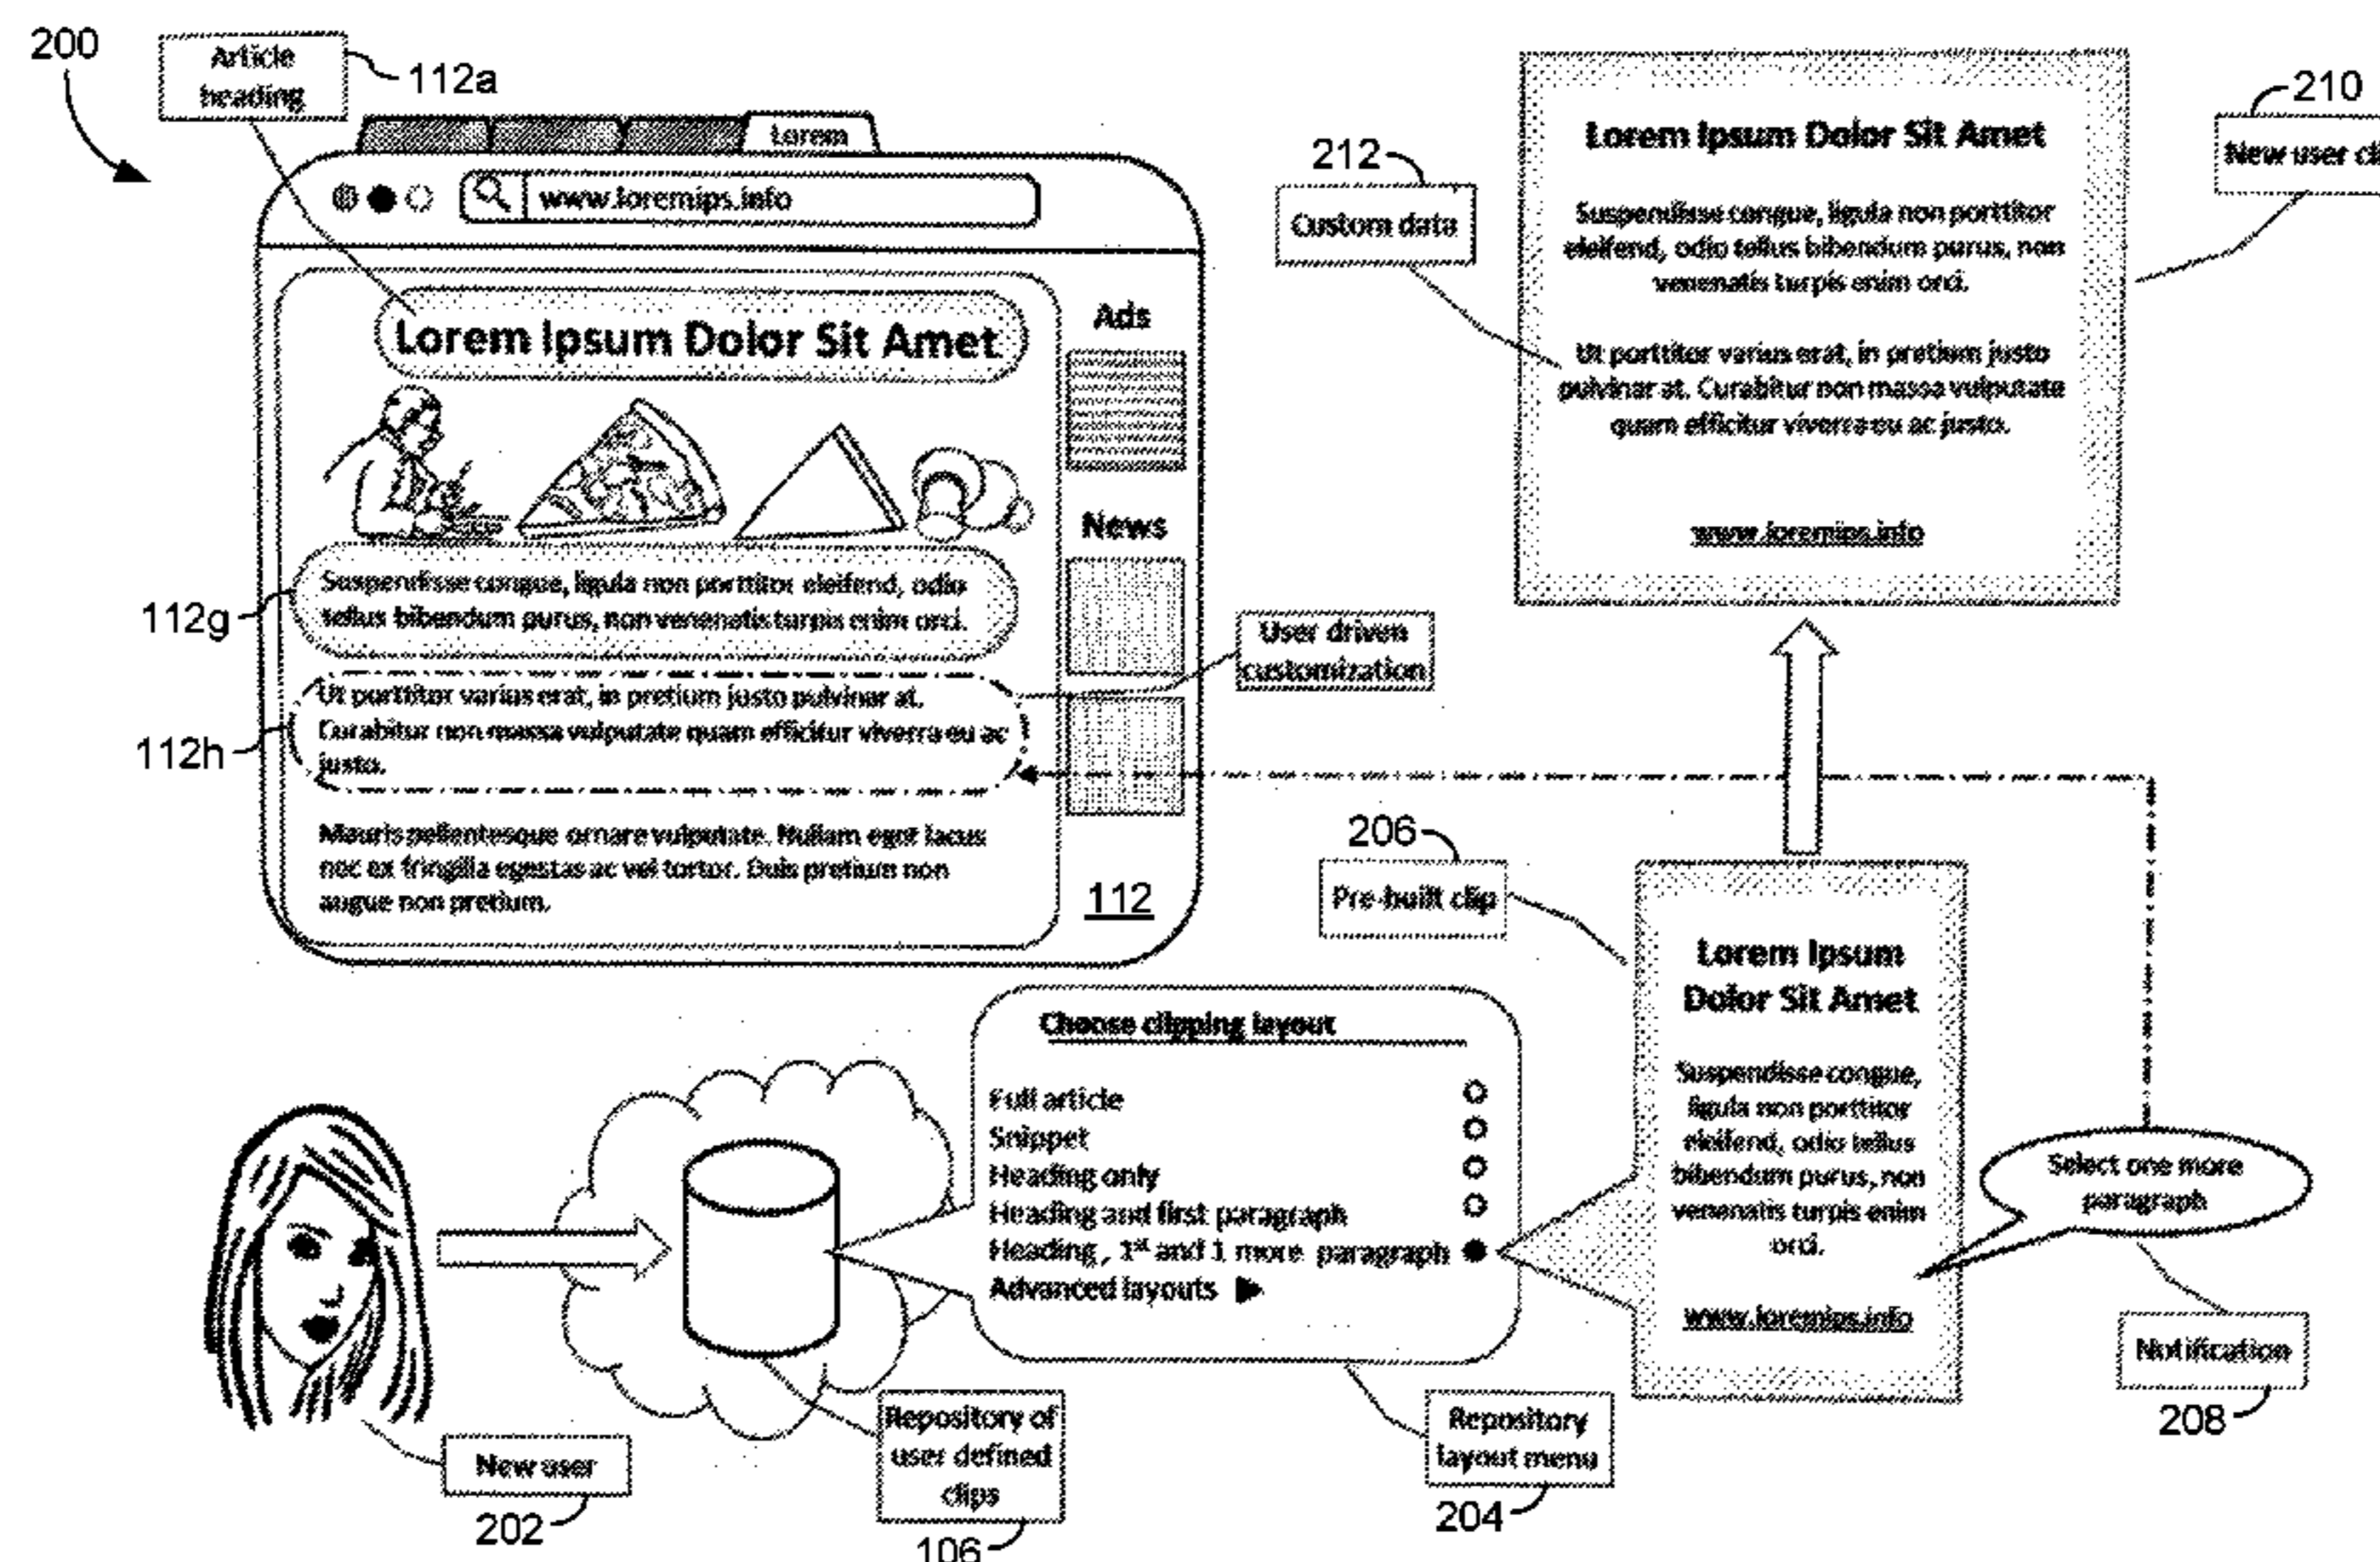 200
Article
heading
112a
Lorem
www.loremips.info
Lorem Ipsum Dolor Sit Amet
Ads
News
112g
Suspendisse congue, ligula non porttitor eleifend, odio
tellus bibendum purus, non venenatis turpis enim orci.
User driven
customization
112h
Ut porttitor varius erat, in pretium justo pulvinar at.
Curabitur non massa vulputate quam efficitur viverra eu ac
justo.
Mauris pellentesque ornare vulputate. Nullam eget lacus
nec ex fringilla egestas ac vel tortor. Duis pretium non
augue non pretium.
112
212
Custom data
210
New user cli
Lorem Ipsum Dolor Sit Amet
Suspendisse congue, ligula non porttitor
eleifend, odio tellus bibendum purus, non
venenatis turpis enim orci.
Ut porttitor varius erat, in pretium justo
pulvinar at. Curabitur non massa vulputate
quam efficitur viverra eu ac justo.
www.loremips.info
206
Pre-built clip
Lorem Ipsum
Dolor Sit Amet
Suspendisse congue,
ligula non porttitor
eleifend, odio tellus
bibendum purus, non
venenatis turpis enim
orci.
www.loremips.info
Select one more
paragraph
Notification
208
Choose clipping layout
Full article
Snippet
Heading only
Heading and first paragraph
Heading, 1st and 1 more paragraph
Advanced layouts
New user
202
Repository of
user defined
clips
106
Repository
layout menu
204